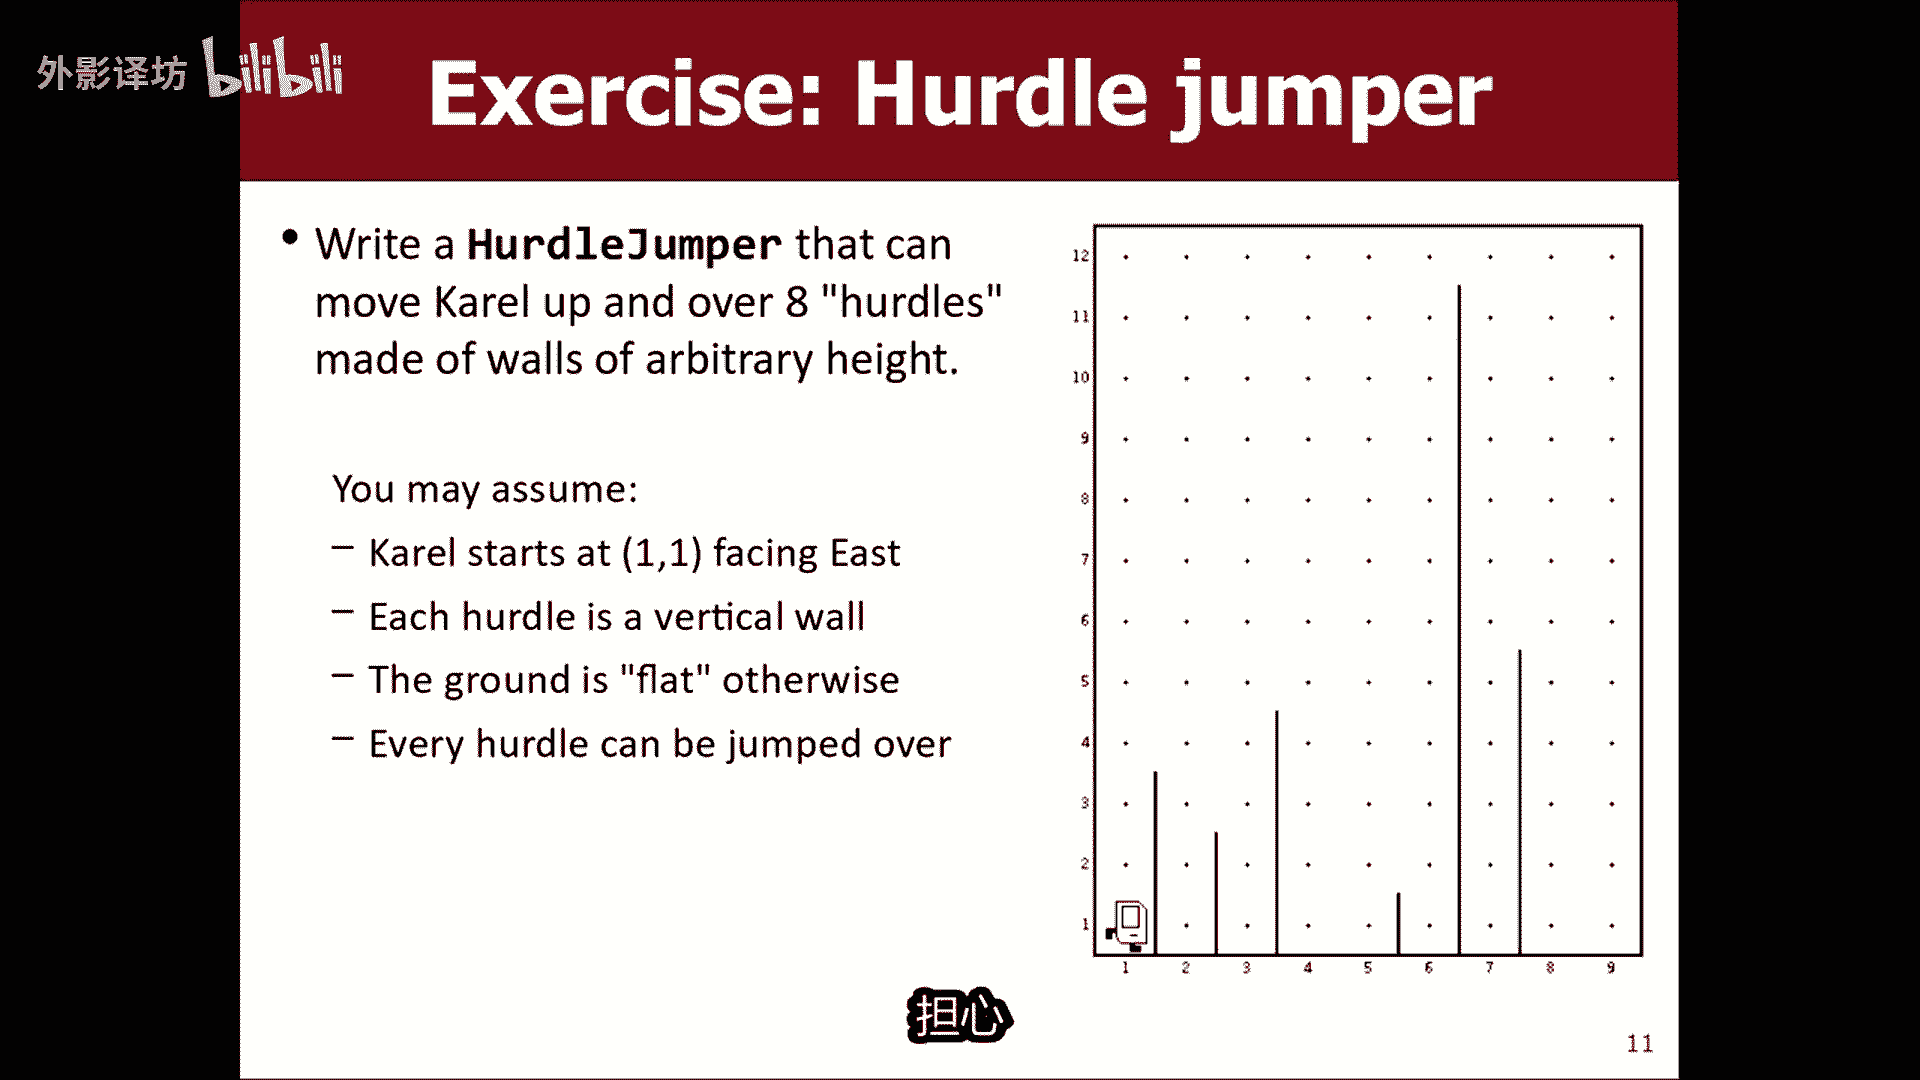 外影译坊 bilibili
Exercise: Hurdle jumper
• Write a HurdleJumper that can
move Karel up and over 8 "hurdles"
made of walls of arbitrary height.
You may assume:
– Karel starts at (1,1) facing East
– Each hurdle is a vertical wall
– The ground is "flat" otherwise
– Every hurdle can be jumped over
12
11
10
9
8
7
6
5
4
3
2
1
1 2 3 4 5 6 7 8 9
担心
11